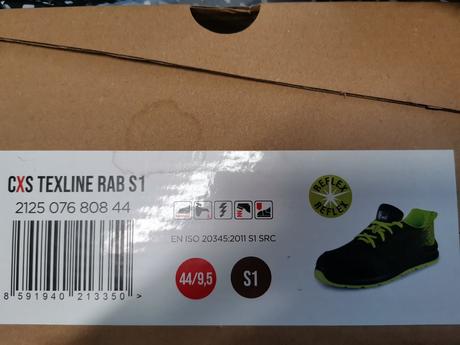 CXS TEXLINE RAB S1
2125 076 808 44
EN ISO 20345:2011 S1 SRC
REFLEX
REFLEX
44/9,5
S1
8 591940 213350 >